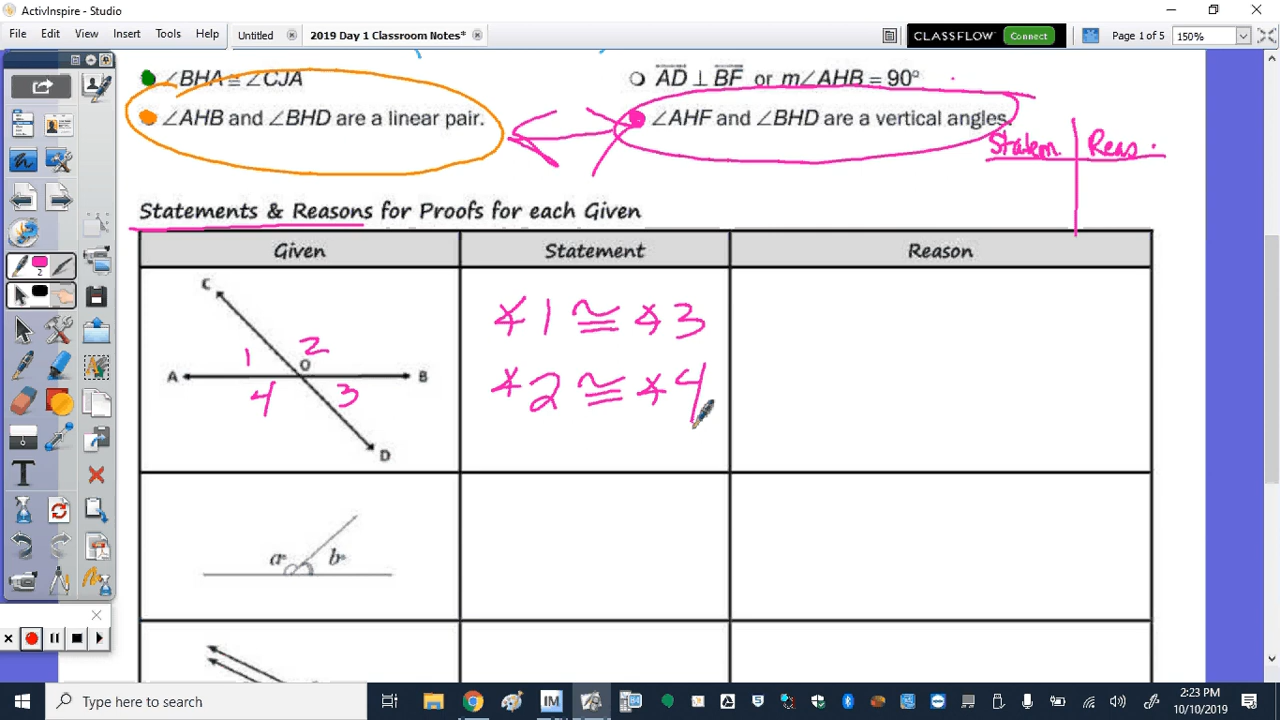 ActivInspire - Studio
File Edit View Insert Tools Help Untitled 2019 Day 1 Classroom Notes* CLASSFLOW Connect Page 1 of 5 150%
∠BHA ≅ ∠CJA
AD ⊥ BF or m∠AHB = 90°
∠AHB and ∠BHD are a linear pair.
∠AHF and ∠BHD are a vertical angles.
Statem. Reas.
Statements & Reasons for Proofs for each Given
Given Statement Reason
C
1 2
O
A B
4 3
D
∡1 ≅ ∡3
∡2 ≅ ∡4
a° b°
2
T
Type here to search
IM
2:23 PM
10/10/2019